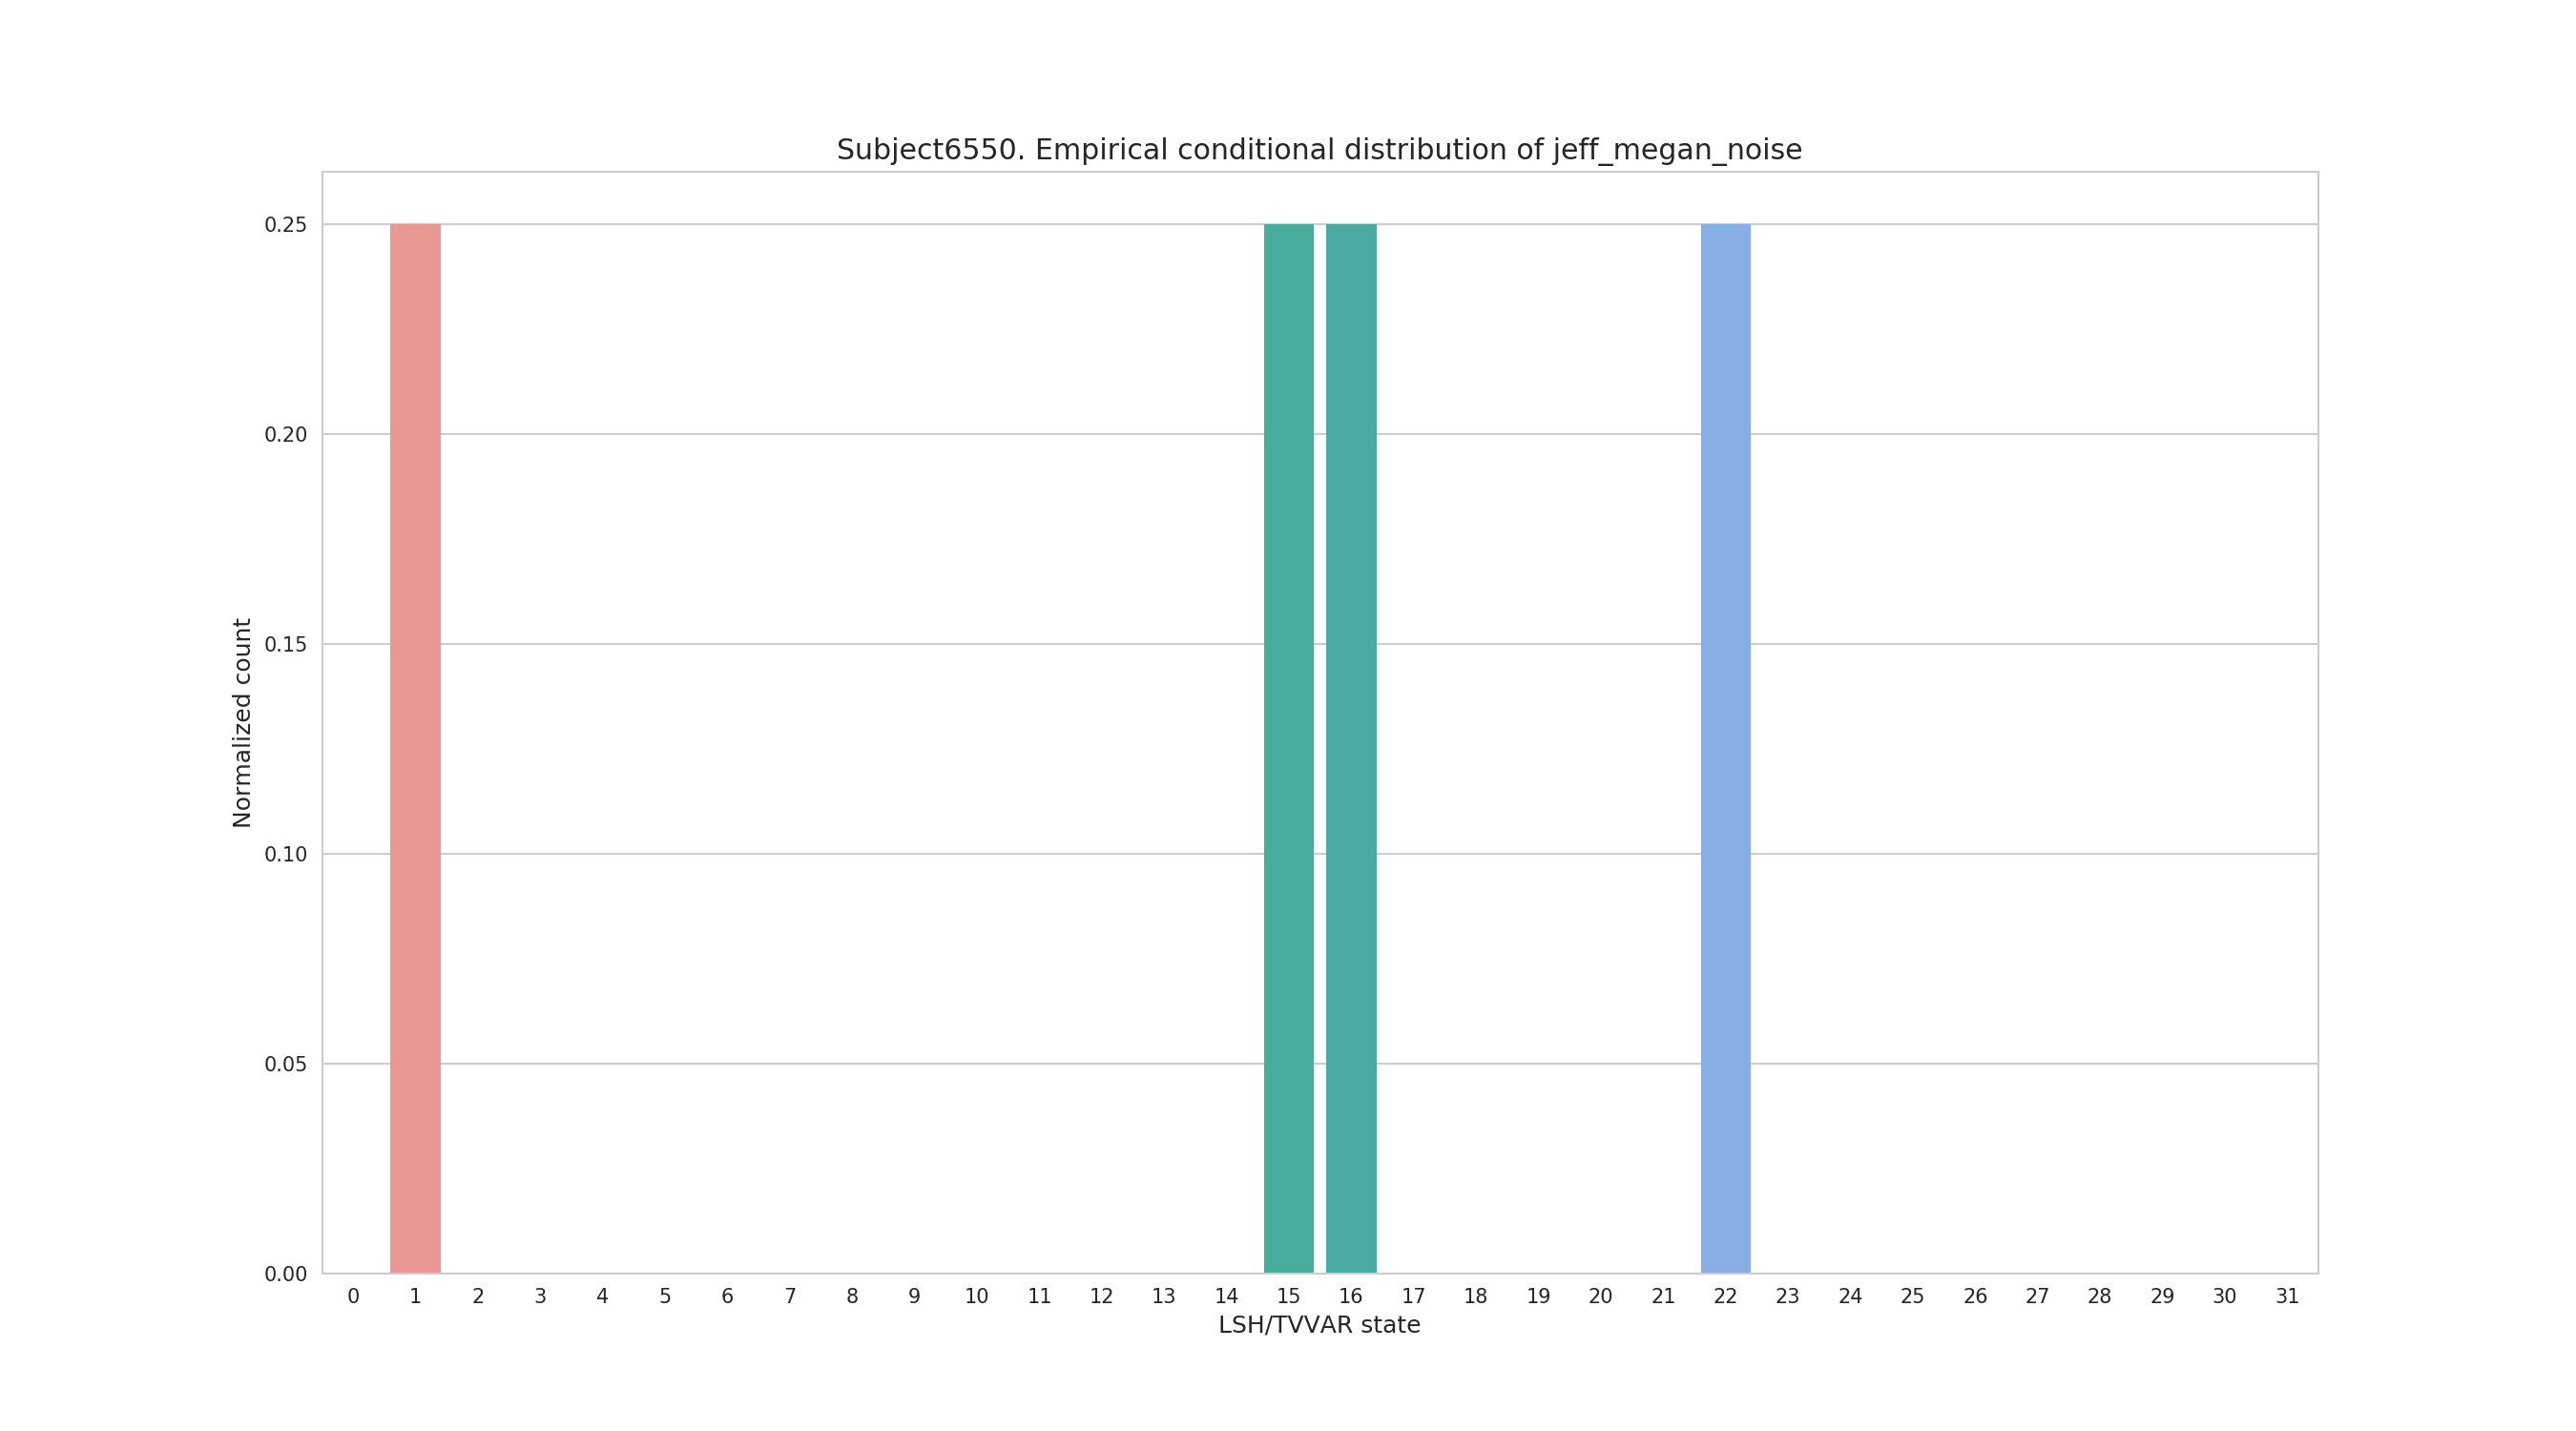 Subject6550. Empirical conditional distribution of jeff_megan_noise
Normalized count
0.25
0.20
0.15
0.10
0.05
0.00
0 1 2 3 4 5 6 7 8 9 10 11 12 13 14 15 16 17 18 19 20 21 22 23 24 25 26 27 28 29 30 31
LSH/TVVAR state